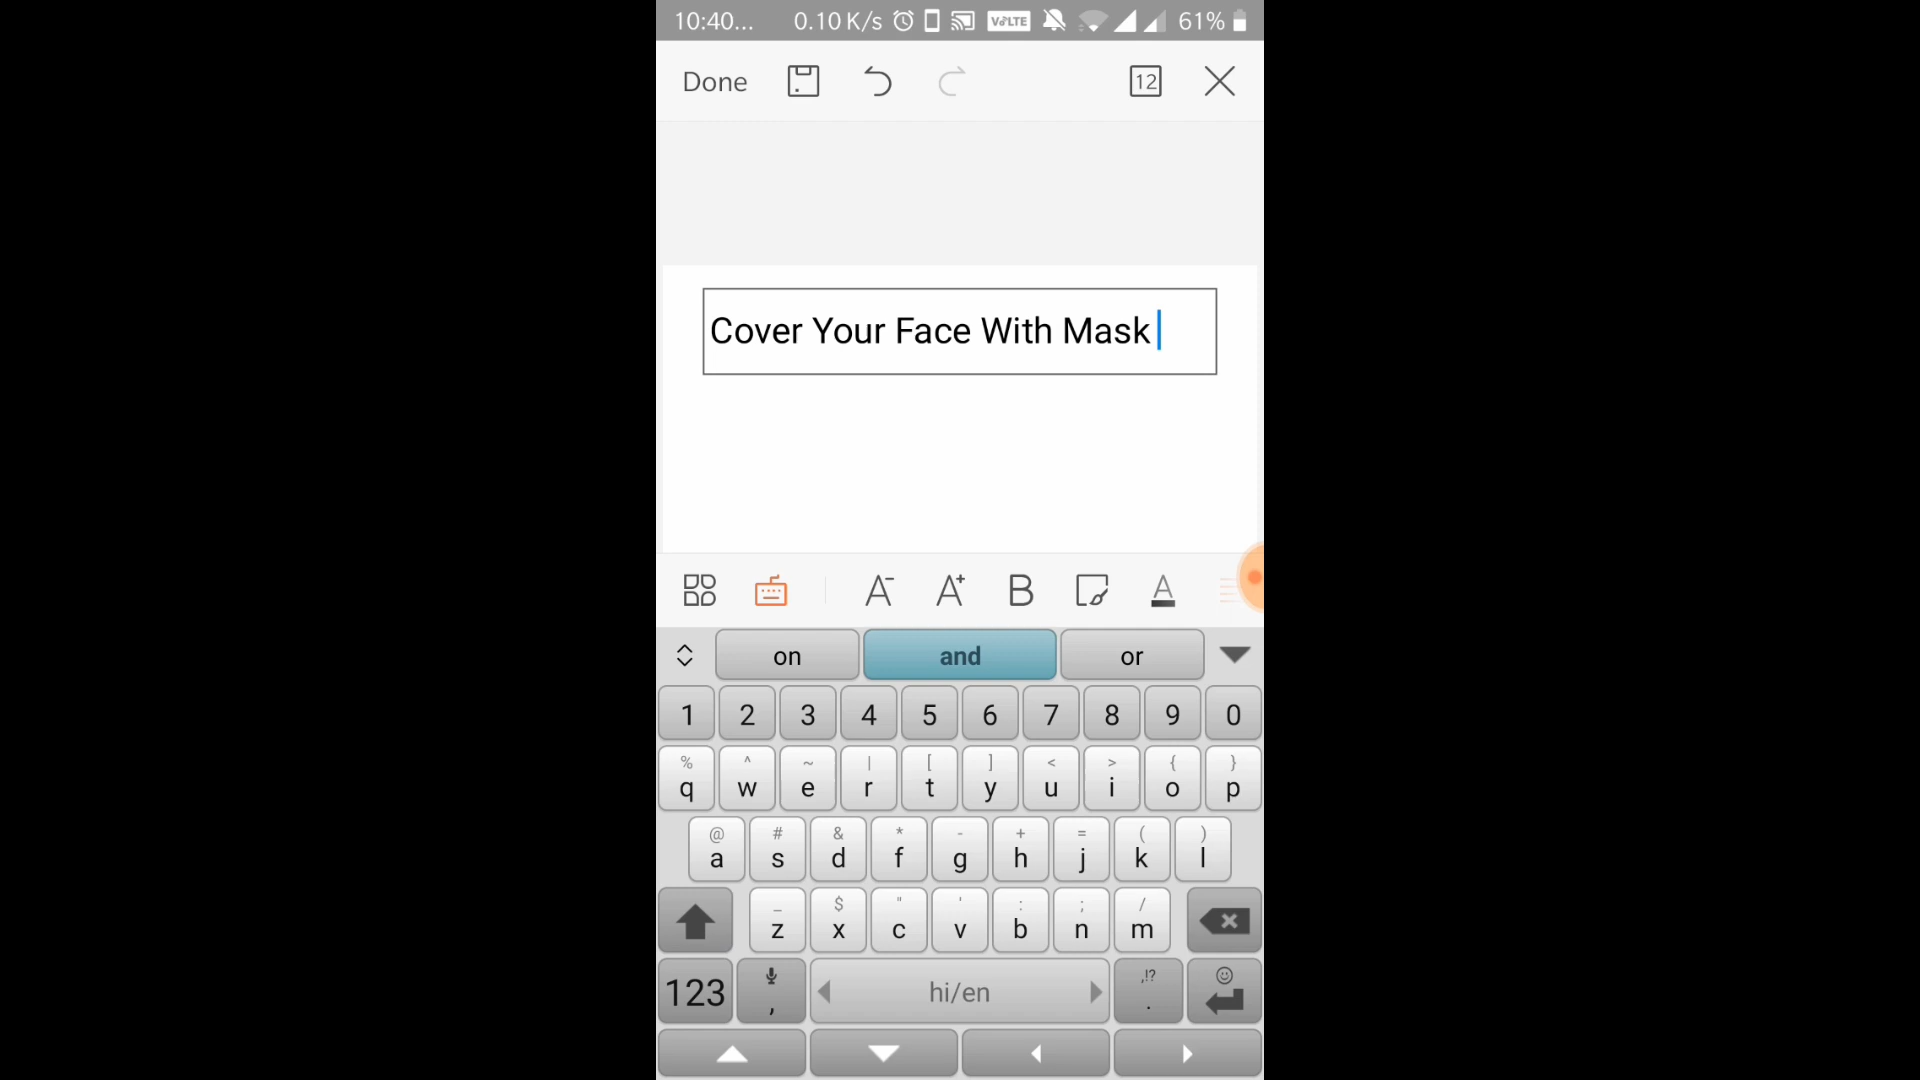 10:40... 0.10 K/s VoLTE 61%
Done 12
Cover Your Face With Mask
A- A+ B A
on and or
1 2 3 4 5 6 7 8 9 0
% ^ ~ | [ ] < > { }
q w e r t y u i o p
@ # & * - + = ( )
a s d f g h j k l
_ $ " ' : ; /
z x c v b n m
123 , hi/en ,!? .